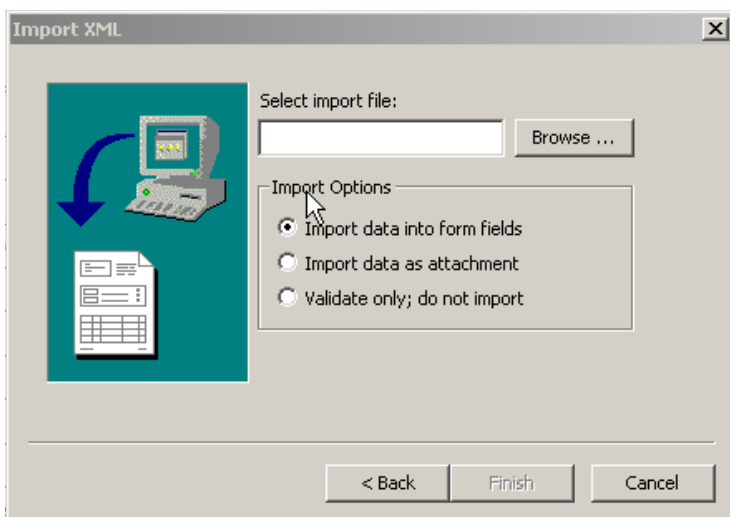 Import XML
Select import file:
Browse ...
Import Options
Import data into form fields
Import data as attachment
Validate only; do not import
< Back
Finish
Cancel